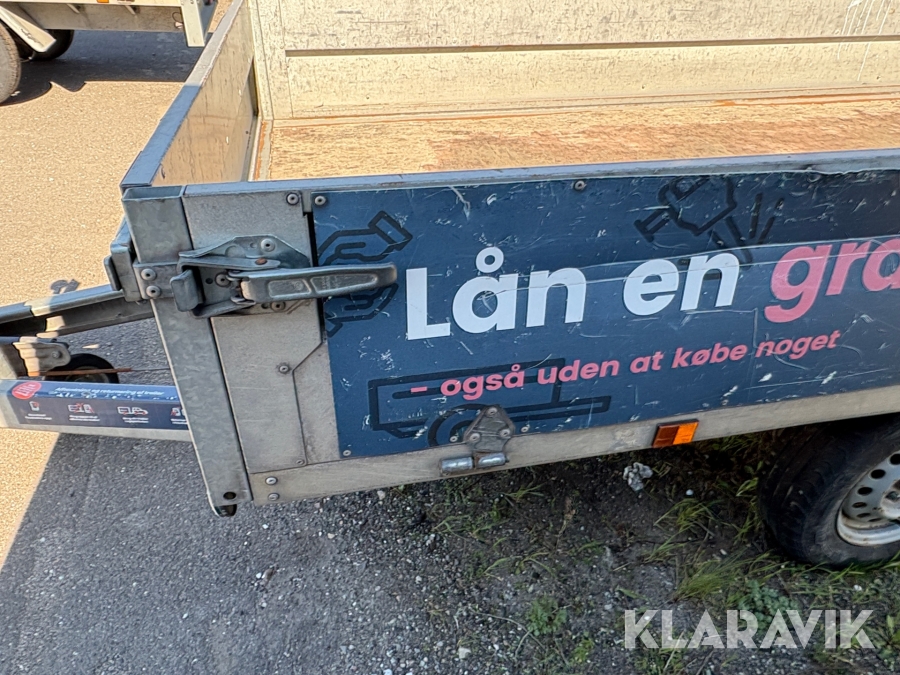 Lån en gra
– også uden at købe noget
KLARAVIK